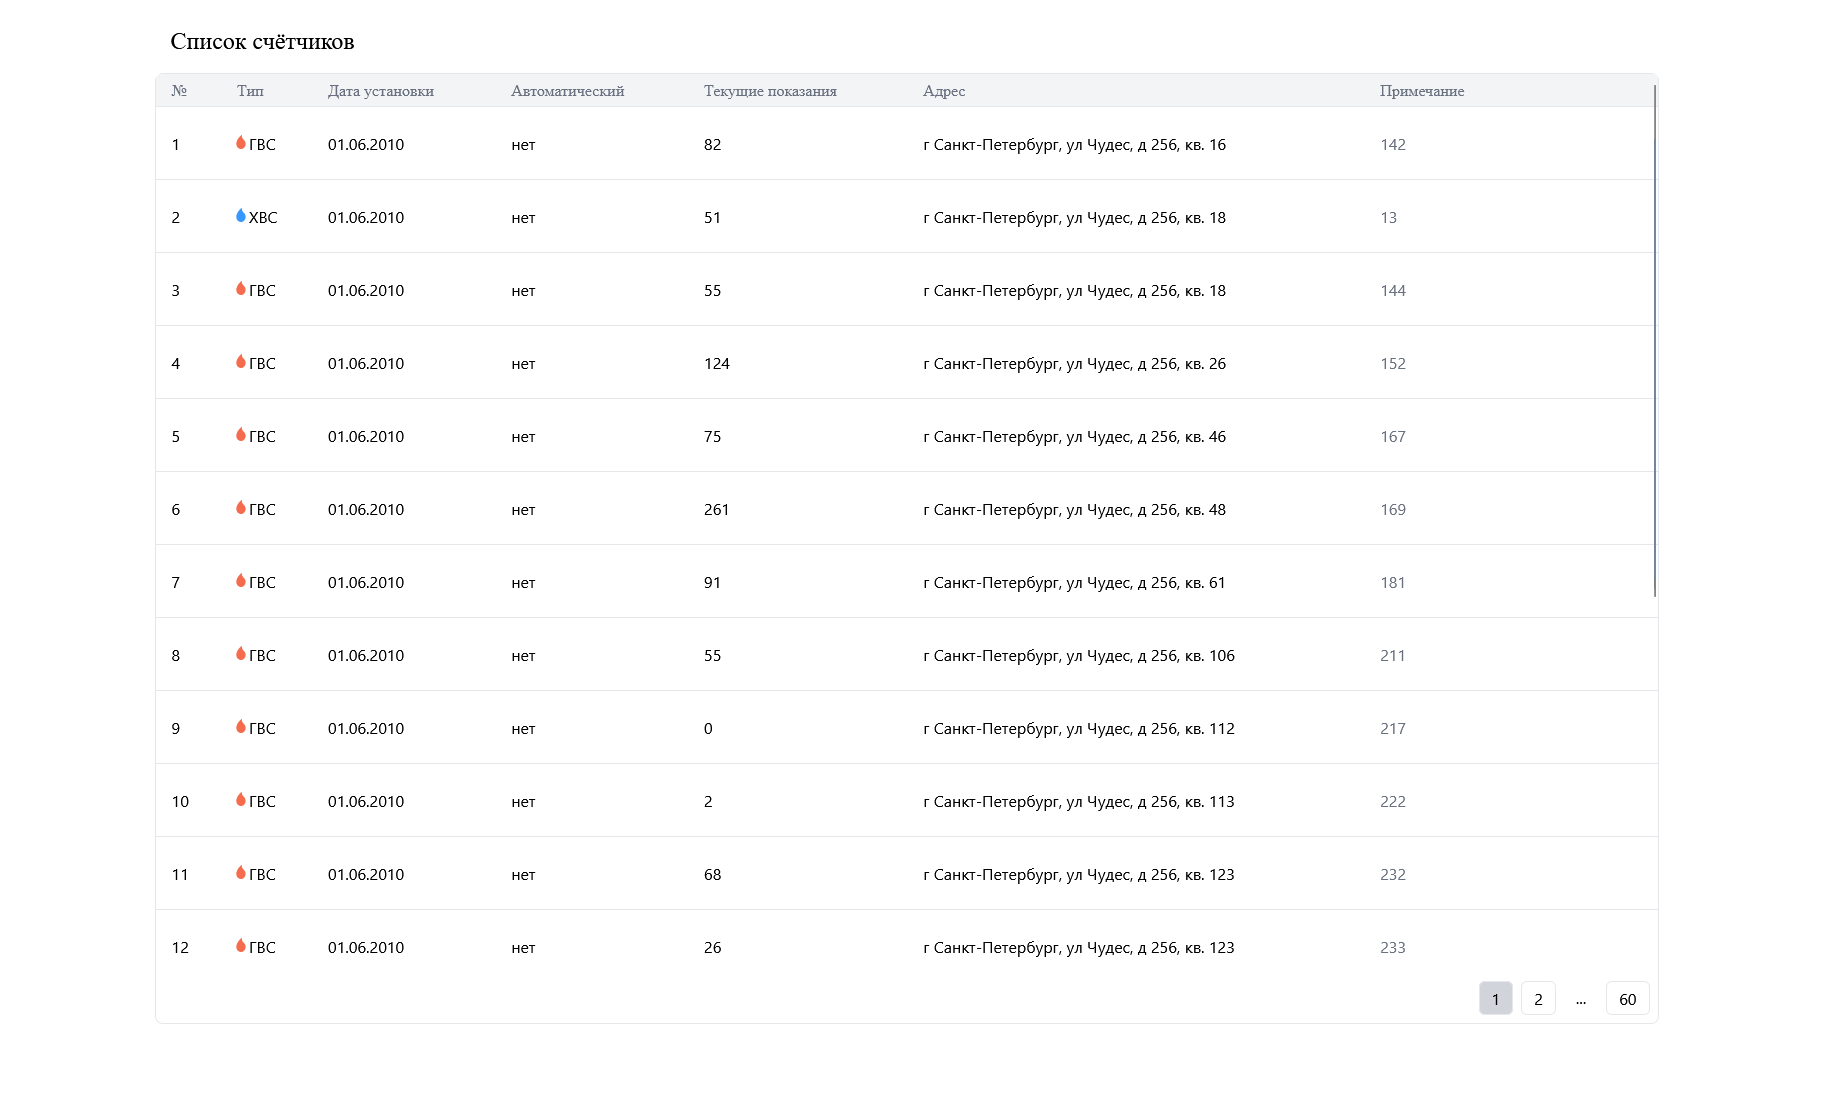 Список счётчиков
№ Тип Дата установки Автоматический Текущие показания Адрес Примечание
1 ГВС 01.06.2010 нет 82 г Санкт-Петербург, ул Чудес, д 256, кв. 16 142
2 ХВС 01.06.2010 нет 51 г Санкт-Петербург, ул Чудес, д 256, кв. 18 13
3 ГВС 01.06.2010 нет 55 г Санкт-Петербург, ул Чудес, д 256, кв. 18 144
4 ГВС 01.06.2010 нет 124 г Санкт-Петербург, ул Чудес, д 256, кв. 26 152
5 ГВС 01.06.2010 нет 75 г Санкт-Петербург, ул Чудес, д 256, кв. 46 167
6 ГВС 01.06.2010 нет 261 г Санкт-Петербург, ул Чудес, д 256, кв. 48 169
7 ГВС 01.06.2010 нет 91 г Санкт-Петербург, ул Чудес, д 256, кв. 61 181
8 ГВС 01.06.2010 нет 55 г Санкт-Петербург, ул Чудес, д 256, кв. 106 211
9 ГВС 01.06.2010 нет 0 г Санкт-Петербург, ул Чудес, д 256, кв. 112 217
10 ГВС 01.06.2010 нет 2 г Санкт-Петербург, ул Чудес, д 256, кв. 113 222
11 ГВС 01.06.2010 нет 68 г Санкт-Петербург, ул Чудес, д 256, кв. 123 232
12 ГВС 01.06.2010 нет 26 г Санкт-Петербург, ул Чудес, д 256, кв. 123 233
1 2 ... 60